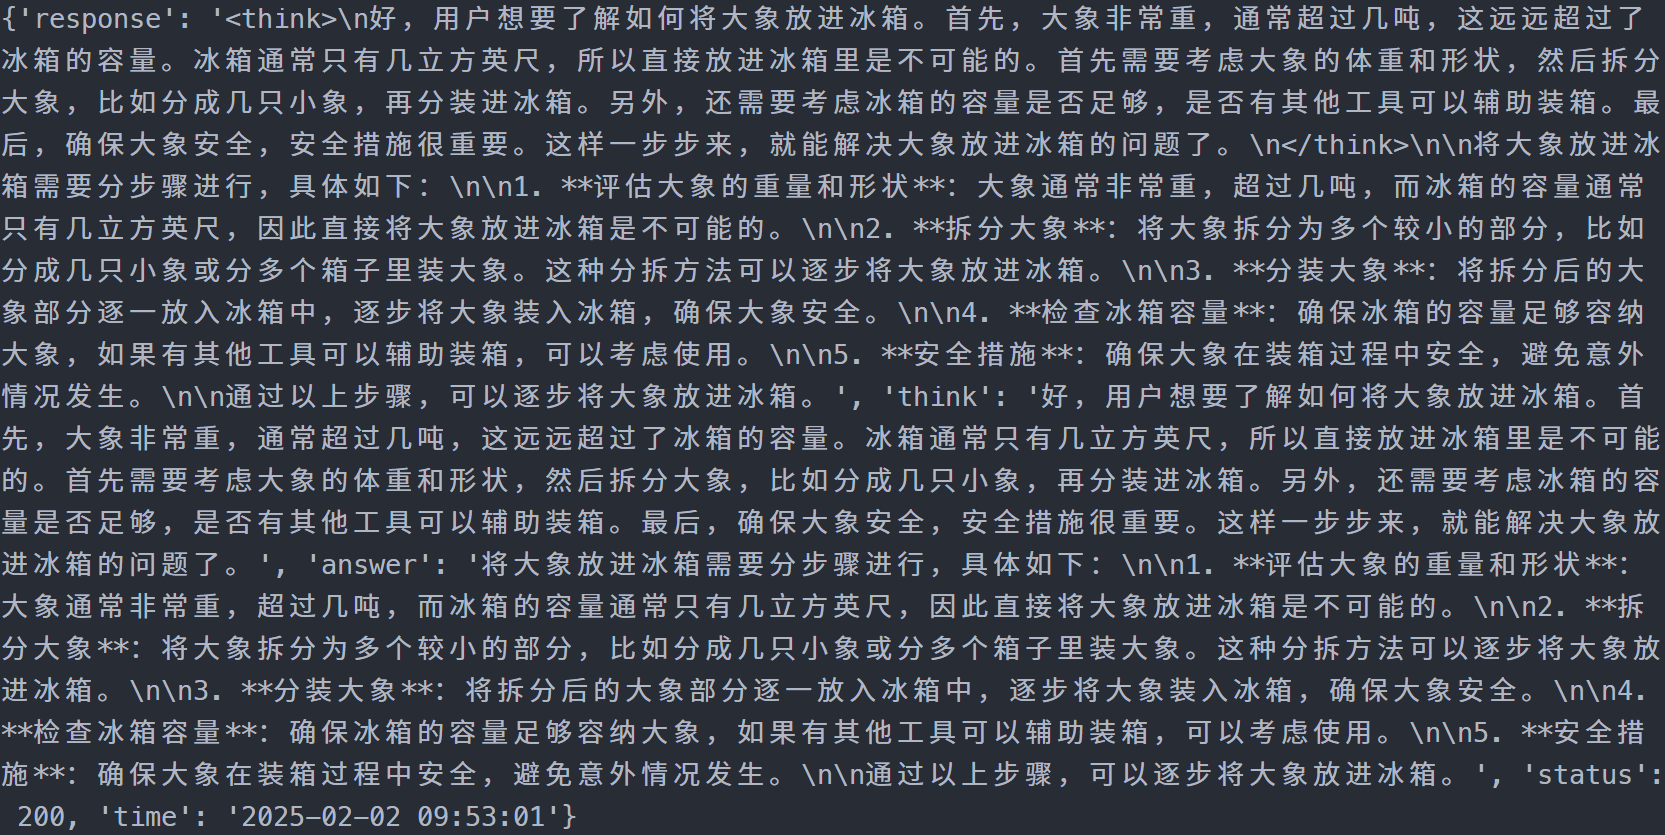 {'response': '<think>\n好，用户想要了解如何将大象放进冰箱。首先，大象非常重，通常超过几吨，这远远超过了
冰箱的容量。冰箱通常只有几立方英尺，所以直接放进冰箱里是不可能的。首先需要考虑大象的体重和形状，然后拆分
大象，比如分成几只小象，再分装进冰箱。另外，还需要考虑冰箱的容量是否足够，是否有其他工具可以辅助装箱。最
后，确保大象安全，安全措施很重要。这样一步步来，就能解决大象放进冰箱的问题了。\n</think>\n\n将大象放进冰
箱需要分步骤进行，具体如下：\n\n1. **评估大象的重量和形状**：大象通常非常重，超过几吨，而冰箱的容量通常
只有几立方英尺，因此直接将大象放进冰箱是不可能的。\n\n2. **拆分大象**：将大象拆分为多个较小的部分，比如
分成几只小象或分多个箱子里装大象。这种分拆方法可以逐步将大象放进冰箱。\n\n3. **分装大象**：将拆分后的大
象部分逐一放入冰箱中，逐步将大象装入冰箱，确保大象安全。\n\n4. **检查冰箱容量**：确保冰箱的容量足够容纳
大象，如果有其他工具可以辅助装箱，可以考虑使用。\n\n5. **安全措施**：确保大象在装箱过程中安全，避免意外
情况发生。\n\n通过以上步骤，可以逐步将大象放进冰箱。', 'think': '好，用户想要了解如何将大象放进冰箱。首
先，大象非常重，通常超过几吨，这远远超过了冰箱的容量。冰箱通常只有几立方英尺，所以直接放进冰箱里是不可能
的。首先需要考虑大象的体重和形状，然后拆分大象，比如分成几只小象，再分装进冰箱。另外，还需要考虑冰箱的容
量是否足够，是否有其他工具可以辅助装箱。最后，确保大象安全，安全措施很重要。这样一步步来，就能解决大象放
进冰箱的问题了。', 'answer': '将大象放进冰箱需要分步骤进行，具体如下：\n\n1. **评估大象的重量和形状**：
大象通常非常重，超过几吨，而冰箱的容量通常只有几立方英尺，因此直接将大象放进冰箱是不可能的。\n\n2. **拆
分大象**：将大象拆分为多个较小的部分，比如分成几只小象或分多个箱子里装大象。这种分拆方法可以逐步将大象放
进冰箱。\n\n3. **分装大象**：将拆分后的大象部分逐一放入冰箱中，逐步将大象装入冰箱，确保大象安全。\n\n4.
**检查冰箱容量**：确保冰箱的容量足够容纳大象，如果有其他工具可以辅助装箱，可以考虑使用。\n\n5. **安全措
施**：确保大象在装箱过程中安全，避免意外情况发生。\n\n通过以上步骤，可以逐步将大象放进冰箱。', 'status':
 200, 'time': '2025-02-02 09:53:01'}